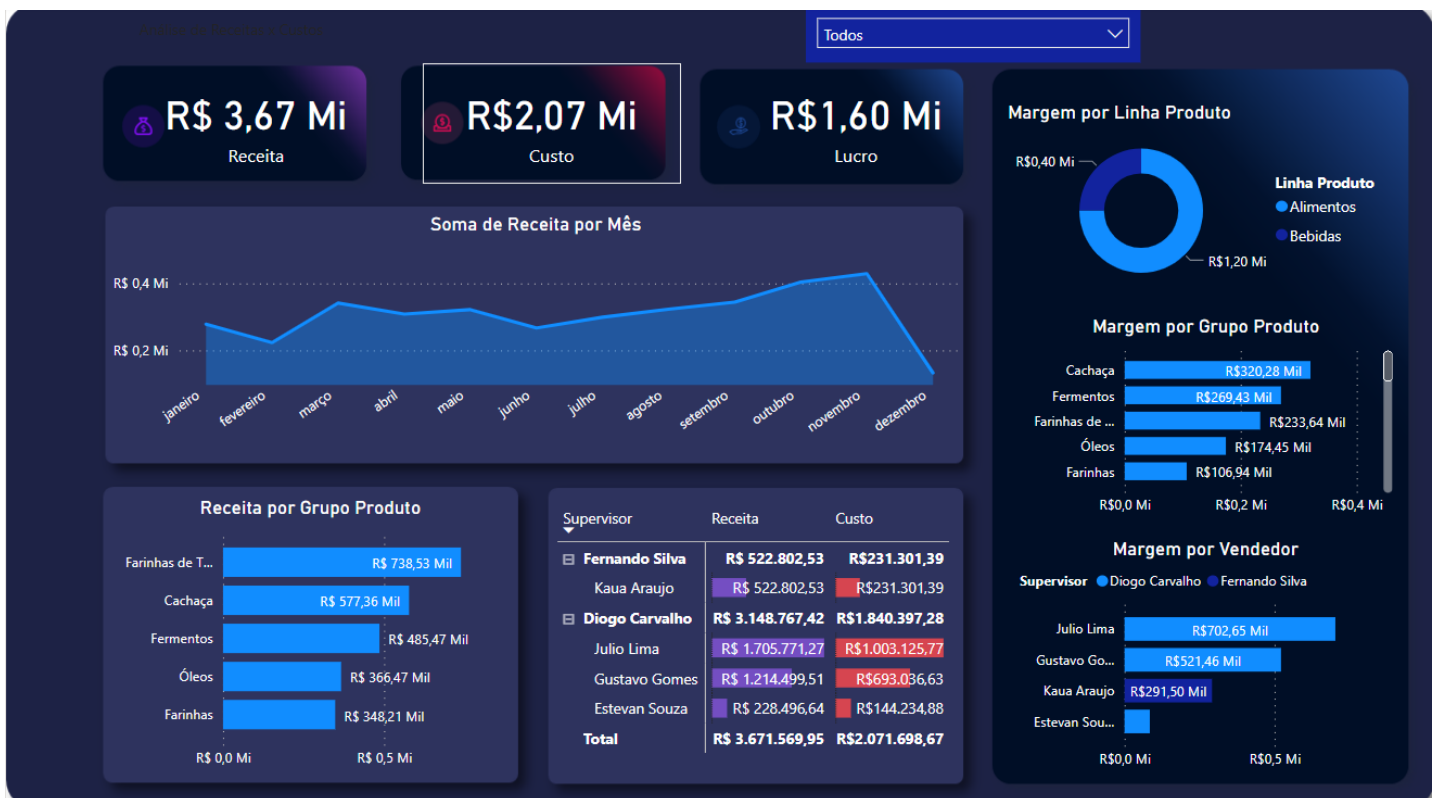 Todos
R$ 3,67 Mi
Receita
R$2,07 Mi
Custo
R$1,60 Mi
Lucro
Soma de Receita por Mês
R$ 0,4 Mi
R$ 0,2 Mi
janeiro
fevereiro
março
abril
maio
junho
julho
agosto
setembro
outubro
novembro
dezembro
Receita por Grupo Produto
Farinhas de T... R$ 738,53 Mil
Cachaça R$ 577,36 Mil
Fermentos R$ 485,47 Mil
Óleos R$ 366,47 Mil
Farinhas R$ 348,21 Mil
R$ 0,0 Mi R$ 0,5 Mi
Supervisor Receita Custo
Fernando Silva R$ 522.802,53 R$231.301,39
Kaua Araujo R$ 522.802,53 R$231.301,39
Diogo Carvalho R$ 3.148.767,42 R$1.840.397,28
Julio Lima R$ 1.705.771,27 R$1.003.125,77
Gustavo Gomes R$ 1.214.499,51 R$693.036,63
Estevan Souza R$ 228.496,64 R$144.234,88
Total R$ 3.671.569,95 R$2.071.698,67
Margem por Linha Produto
R$0,40 Mi
R$1,20 Mi
Linha Produto
Alimentos
Bebidas
Margem por Grupo Produto
Cachaça R$320,28 Mil
Fermentos R$269,43 Mil
Farinhas de ... R$233,64 Mil
Óleos R$174,45 Mil
Farinhas R$106,94 Mil
R$0,0 Mi R$0,2 Mi R$0,4 Mi
Margem por Vendedor
Supervisor Diogo Carvalho Fernando Silva
Julio Lima R$702,65 Mil
Gustavo Go... R$521,46 Mil
Kaua Araujo R$291,50 Mil
Estevan Sou...
R$0,0 Mi R$0,5 Mi